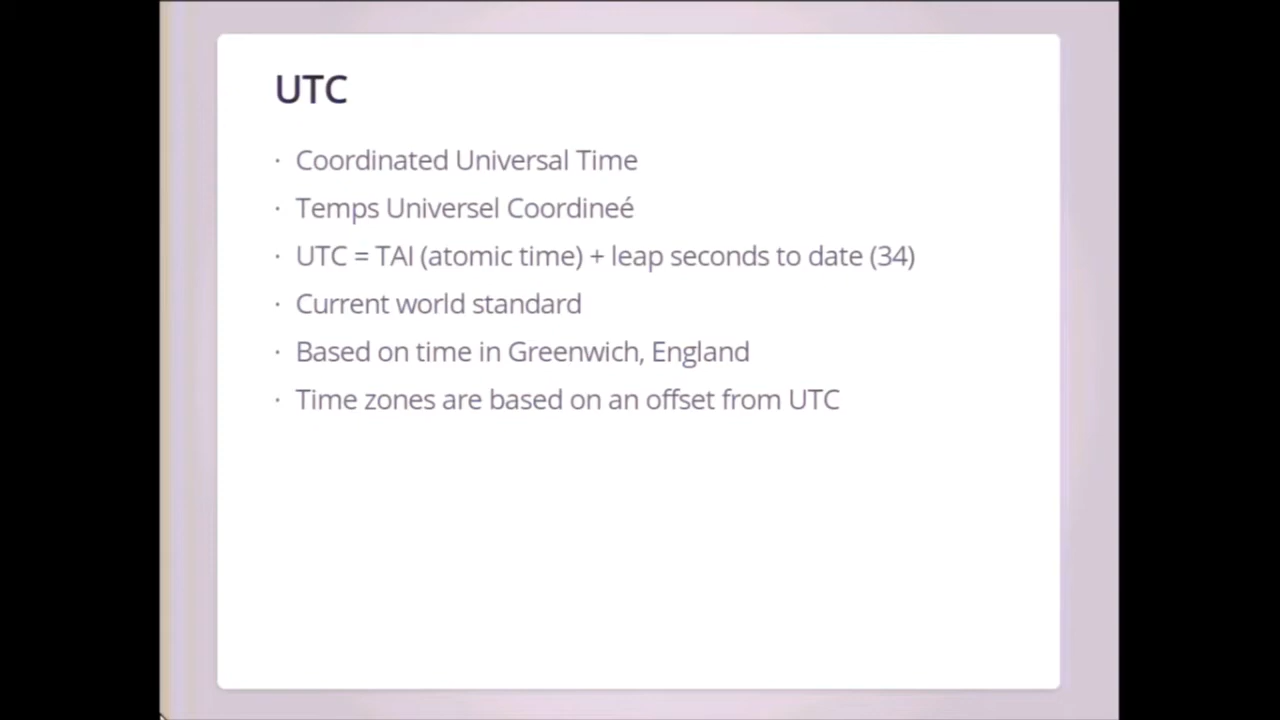 UTC
· Coordinated Universal Time
· Temps Universel Coordineé
· UTC = TAI (atomic time) + leap seconds to date (34)
· Current world standard
· Based on time in Greenwich, England
· Time zones are based on an offset from UTC